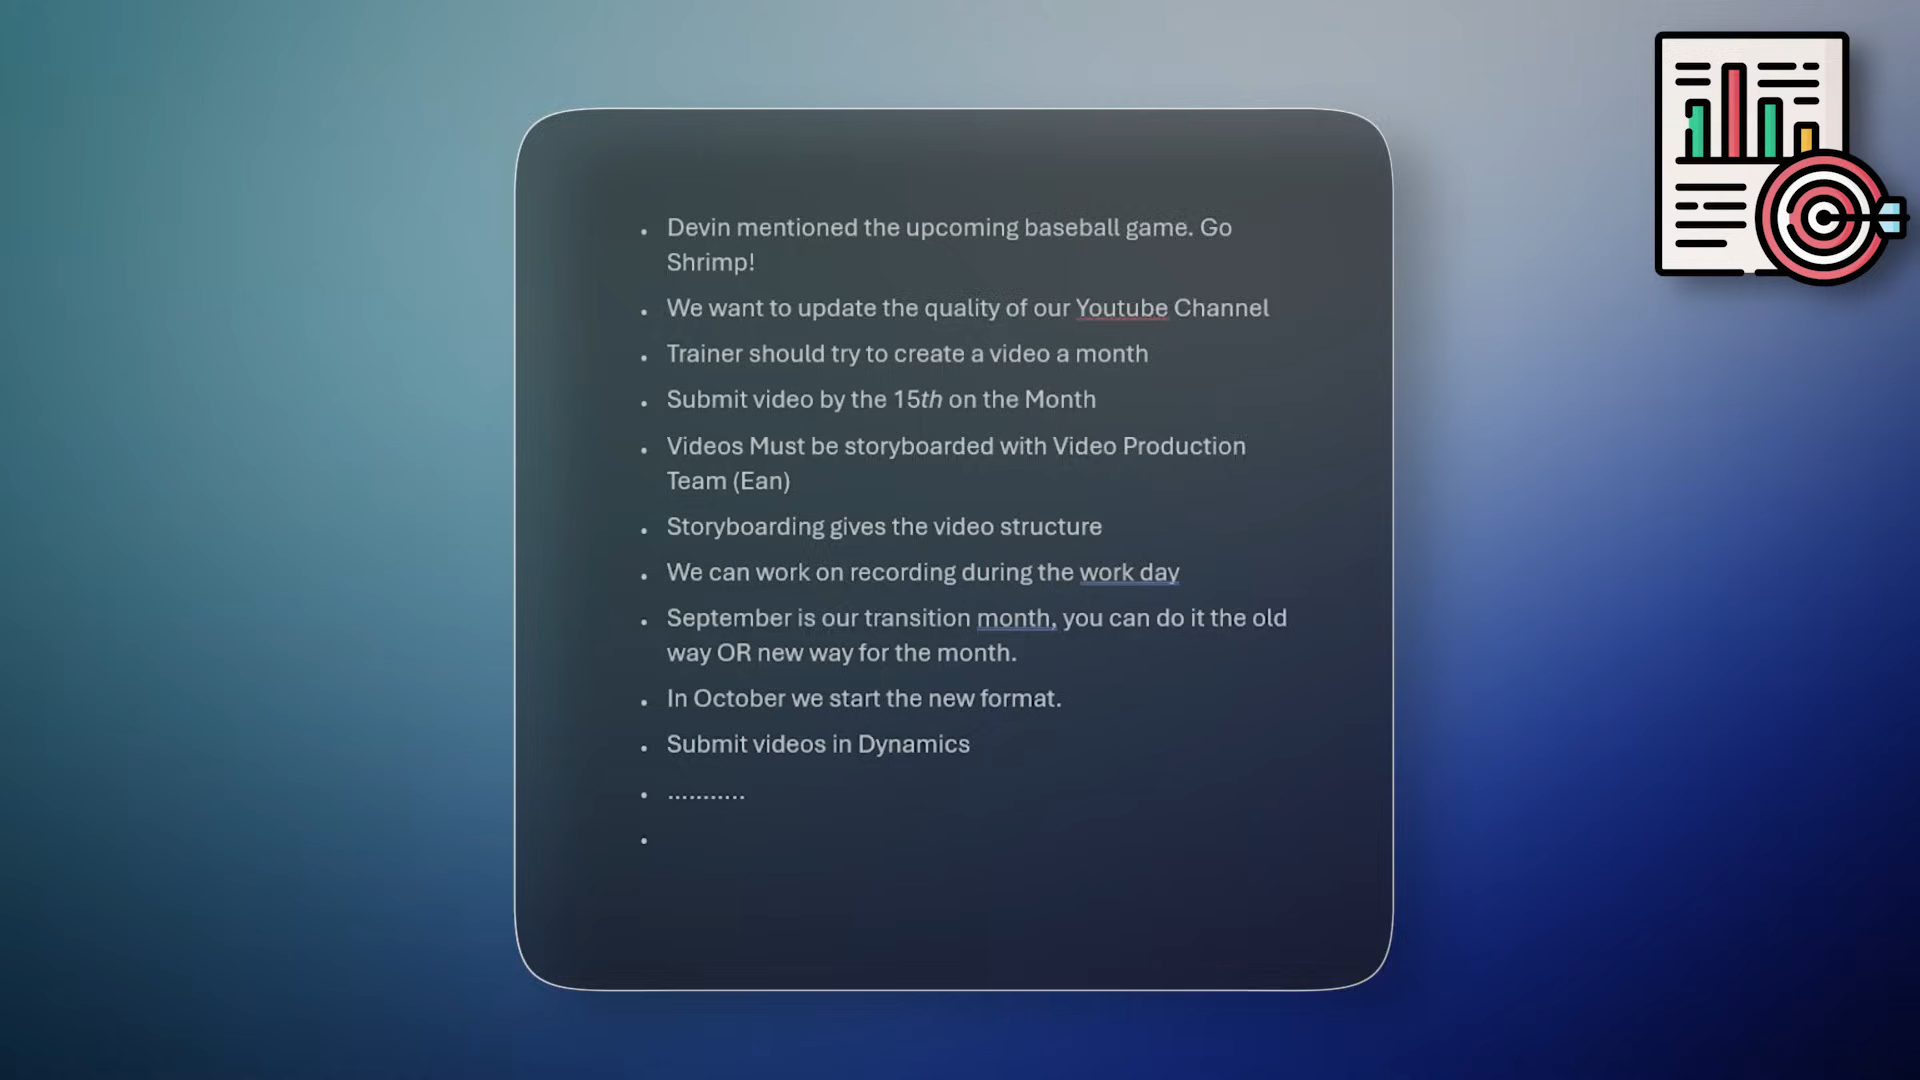 • Devin mentioned the upcoming baseball game. Go
Shrimp!
• We want to update the quality of our Youtube Channel
• Trainer should try to create a video a month
• Submit video by the 15th on the Month
• Videos Must be storyboarded with Video Production
Team (Ean)
• Storyboarding gives the video structure
• We can work on recording during the work day
• September is our transition month, you can do it the old
way OR new way for the month.
• In October we start the new format.
• Submit videos in Dynamics
• ...........
•